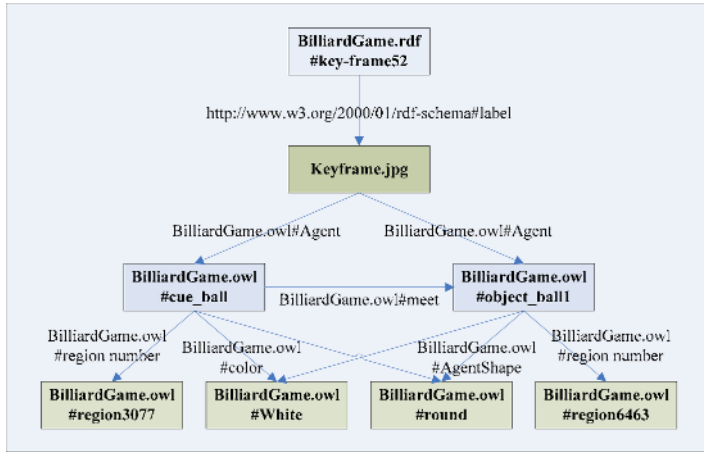 BilliardGame.rdf
#key-frame52
http://www.w3.org/2000/01/rdf-schema#label
Keyframe.jpg
BilliardGame.owl#Agent
BilliardGame.owl#Agent
BilliardGame.owl
#cue_ball
BilliardGame.owl#meet
BilliardGame.owl
#object_ball1
BilliardGame.owl
#region number
BilliardGame.owl
#color
BilliardGame.owl
#AgentShape
BilliardGame.owl
#region number
BilliardGame.owl
#region3077
BilliardGame.owl
#White
BilliardGame.owl
#round
BilliardGame.owl
#region6463